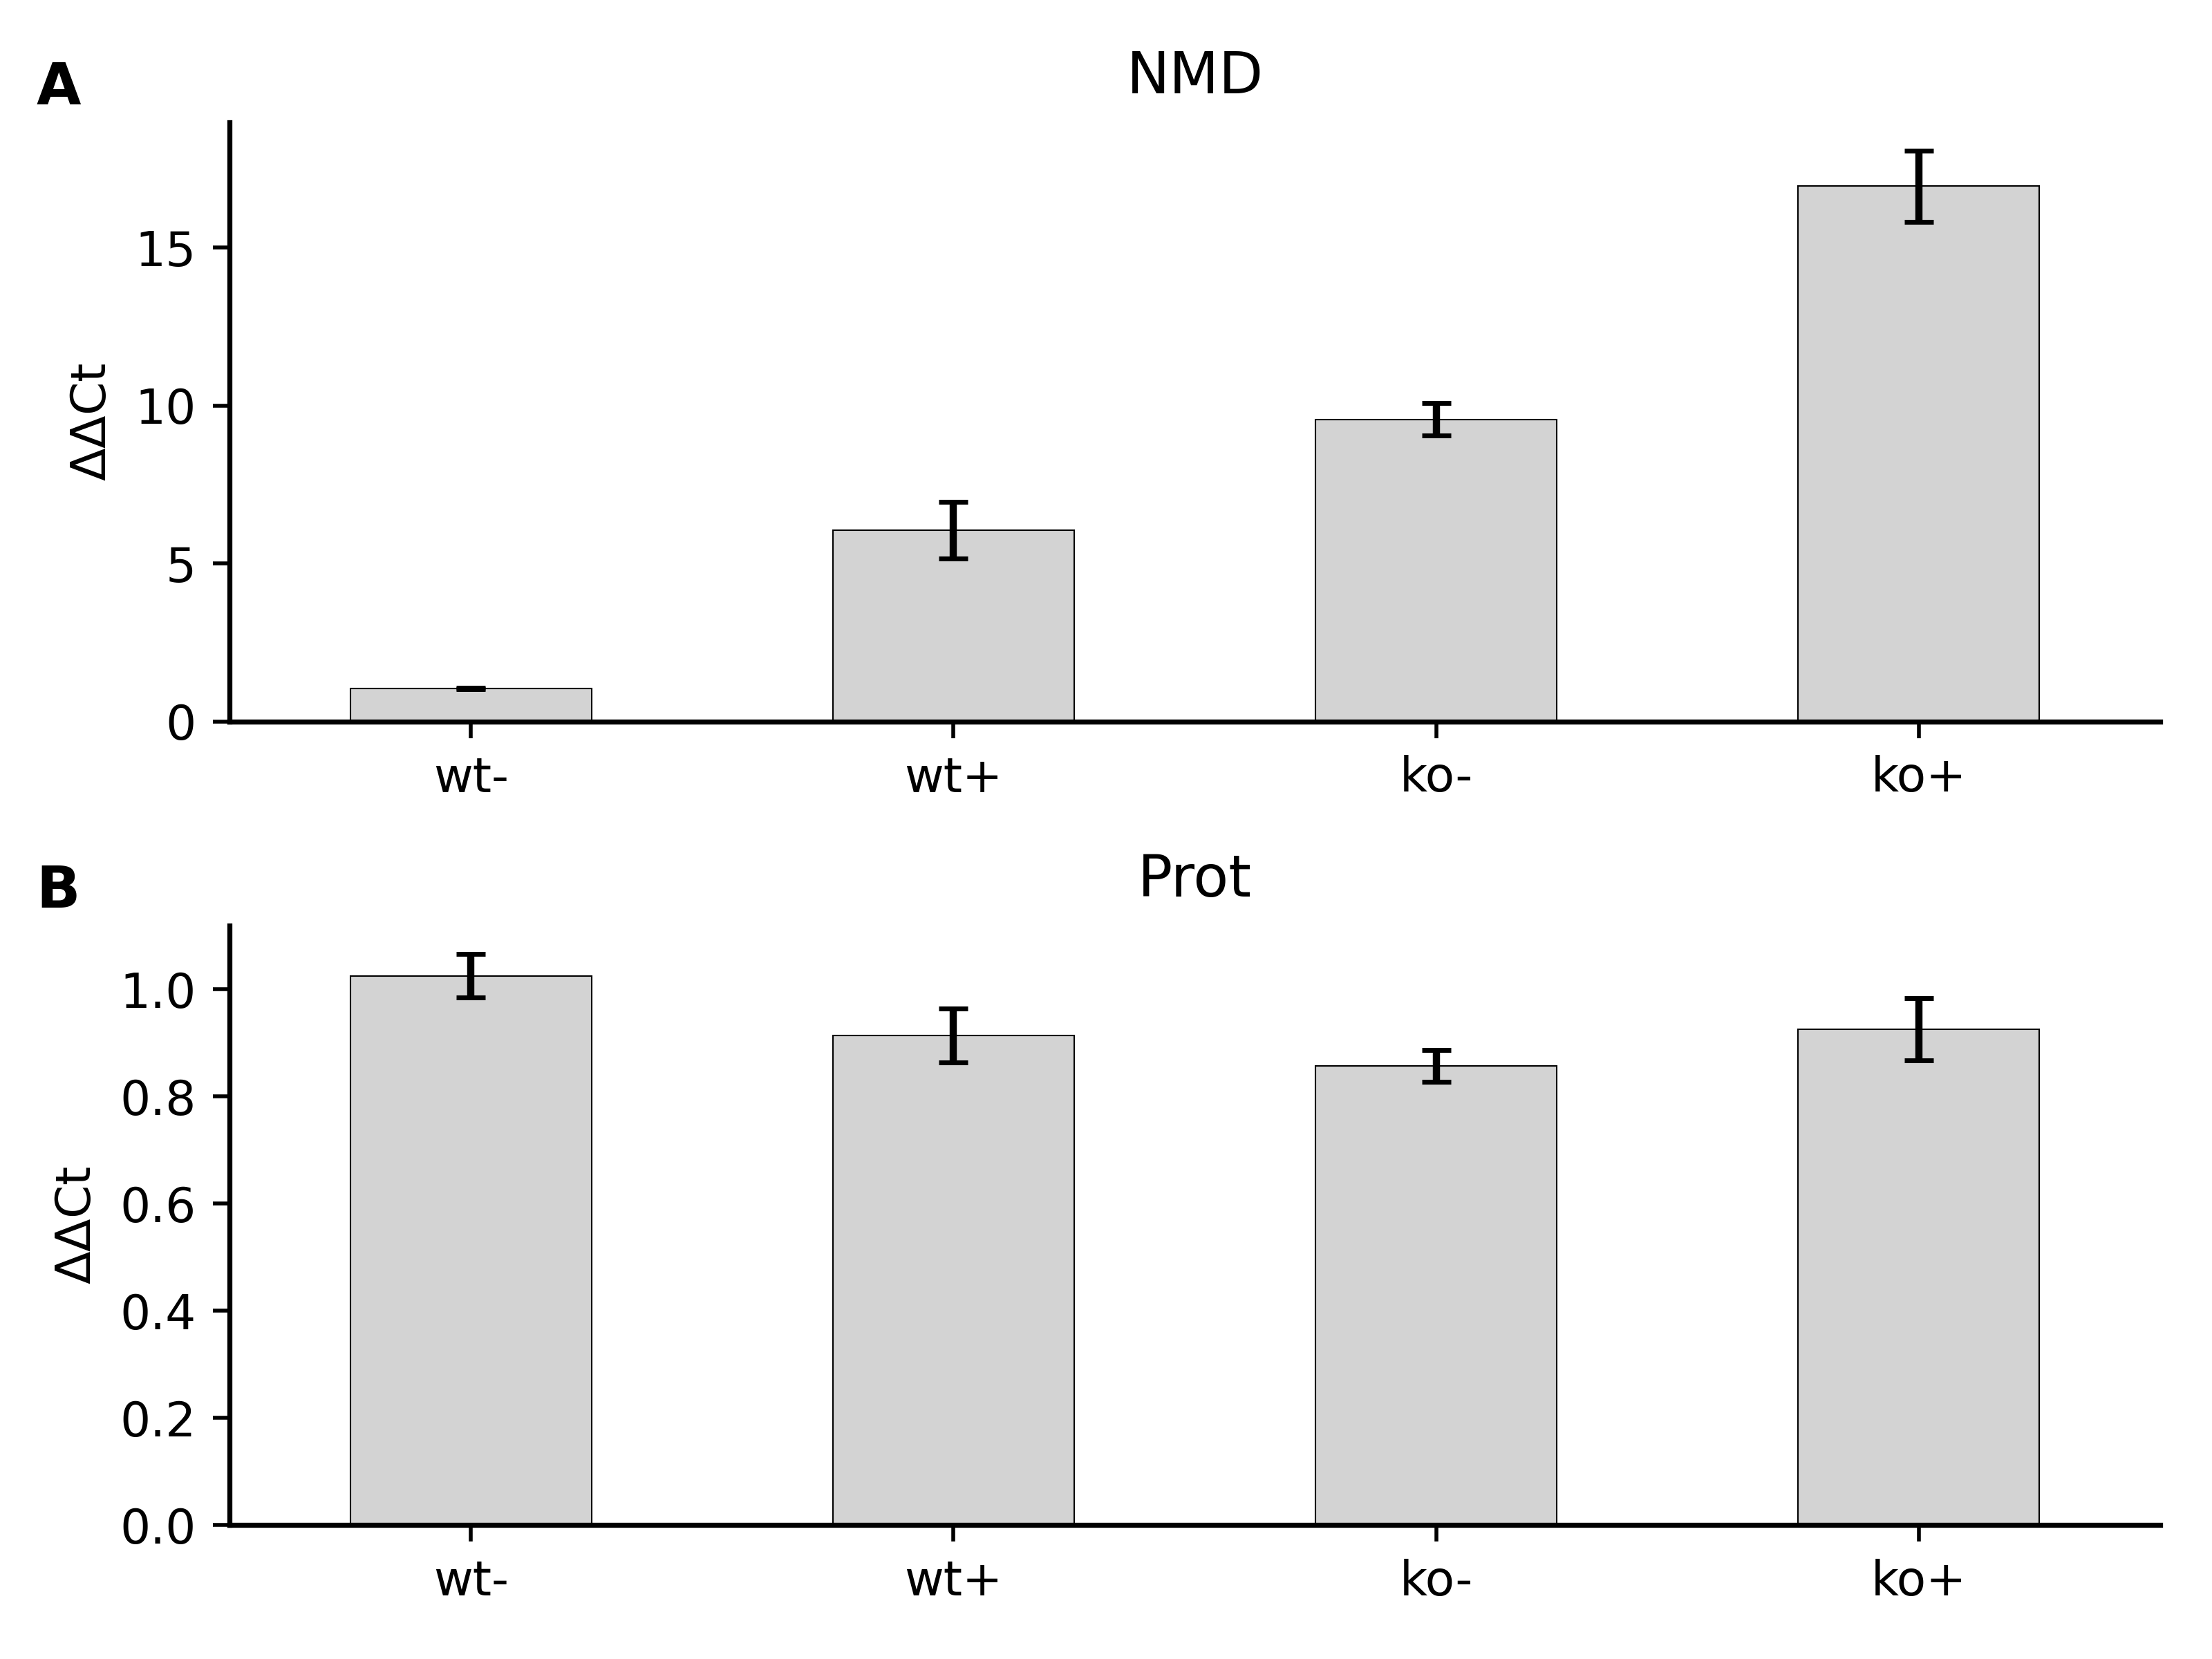 A
NMD
ΔΔCt
15
10
5
0
wt-
wt+
ko-
ko+
B
Prot
ΔΔCt
1.0
0.8
0.6
0.4
0.2
0.0
wt-
wt+
ko-
ko+